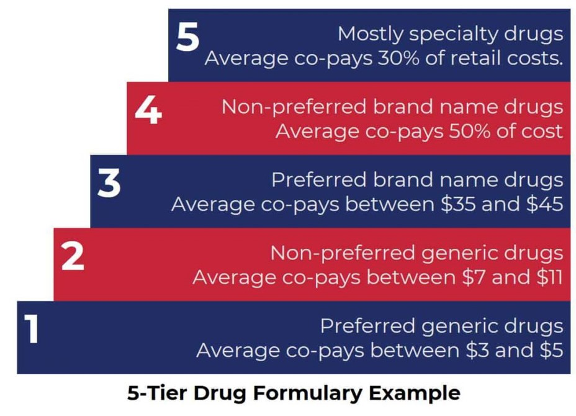 5
Mostly specialty drugs
Average co-pays 30% of retail costs.
4
Non-preferred brand name drugs
Average co-pays 50% of cost
3
Preferred brand name drugs
Average co-pays between $35 and $45
2
Non-preferred generic drugs
Average co-pays between $7 and $11
1
Preferred generic drugs
Average co-pays between $3 and $5
5-Tier Drug Formulary Example